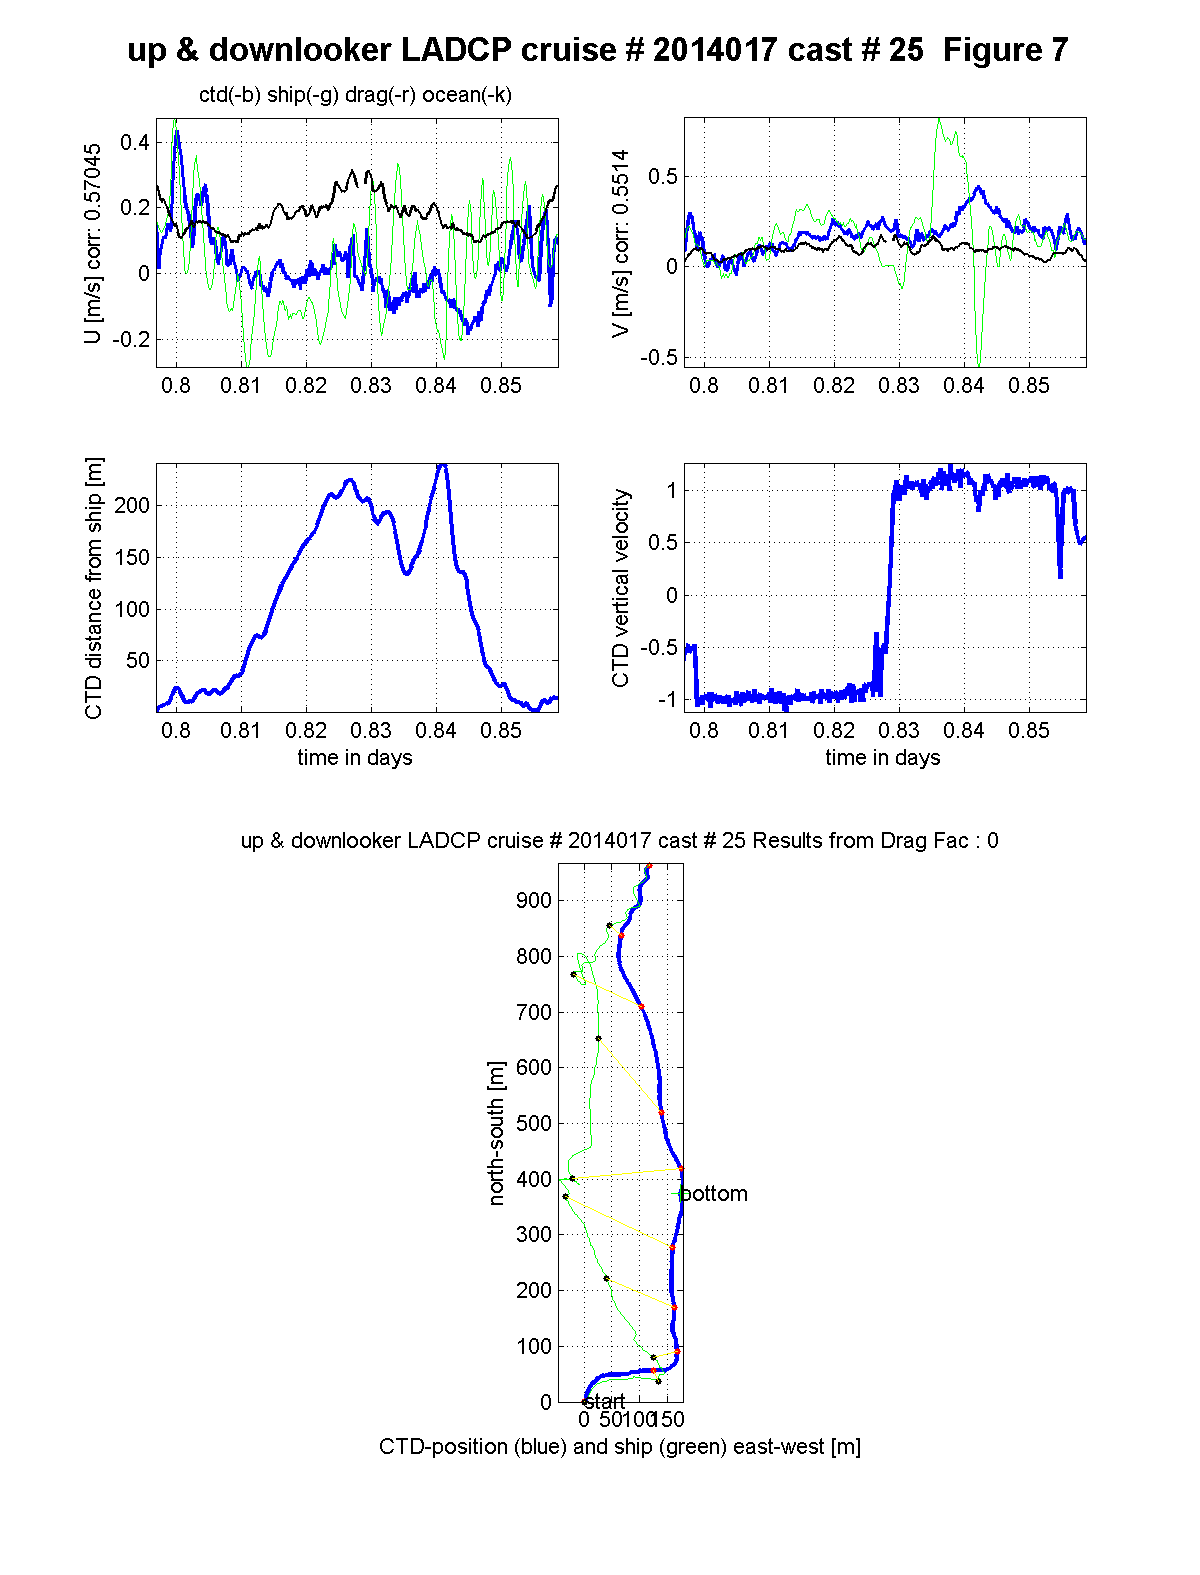 up & downlooker LADCP cruise # 2014017 cast # 25  Figure 7
ctd(-b) ship(-g) drag(-r) ocean(-k)
U [m/s] corr: 0.57045
0.4
0.2
0
-0.2
0.8 0.81 0.82 0.83 0.84 0.85
V [m/s] corr: 0.5514
0.5
0
-0.5
0.8 0.81 0.82 0.83 0.84 0.85
CTD distance from ship [m]
200
150
100
50
0.8 0.81 0.82 0.83 0.84 0.85
time in days
CTD vertical velocity
1
0.5
0
-0.5
-1
0.8 0.81 0.82 0.83 0.84 0.85
time in days
up & downlooker LADCP cruise # 2014017 cast # 25 Results from Drag Fac : 0
north-south [m]
900
800
700
600
500
400
300
200
100
0
bottom
start
0 50 100 150
CTD-position (blue) and ship (green) east-west [m]